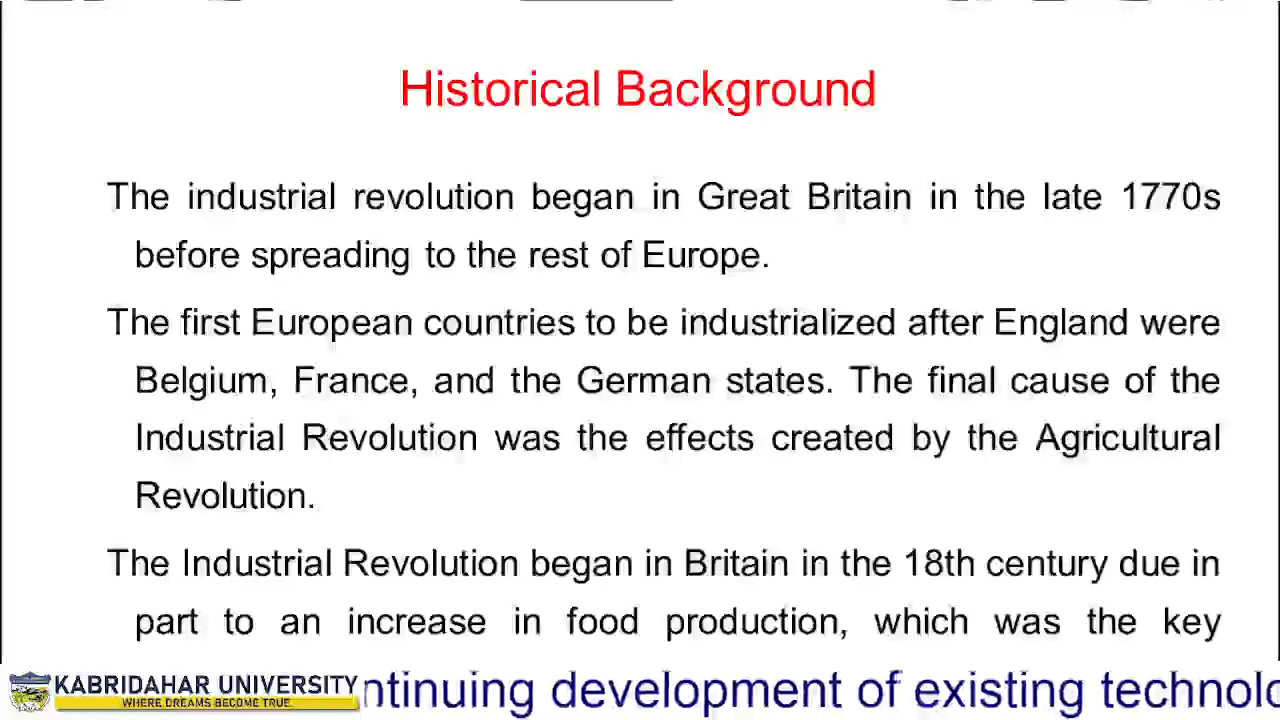 Historical Background
The industrial revolution began in Great Britain in the late 1770s
before spreading to the rest of Europe.
The first European countries to be industrialized after England were
Belgium, France, and the German states. The final cause of the
Industrial Revolution was the effects created by the Agricultural
Revolution.
The Industrial Revolution began in Britain in the 18th century due in
part to an increase in food production, which was the key
KABRIDAHAR UNIVERSITY
WHERE DREAMS BECOME TRUE.
ntinuing development of existing technolo